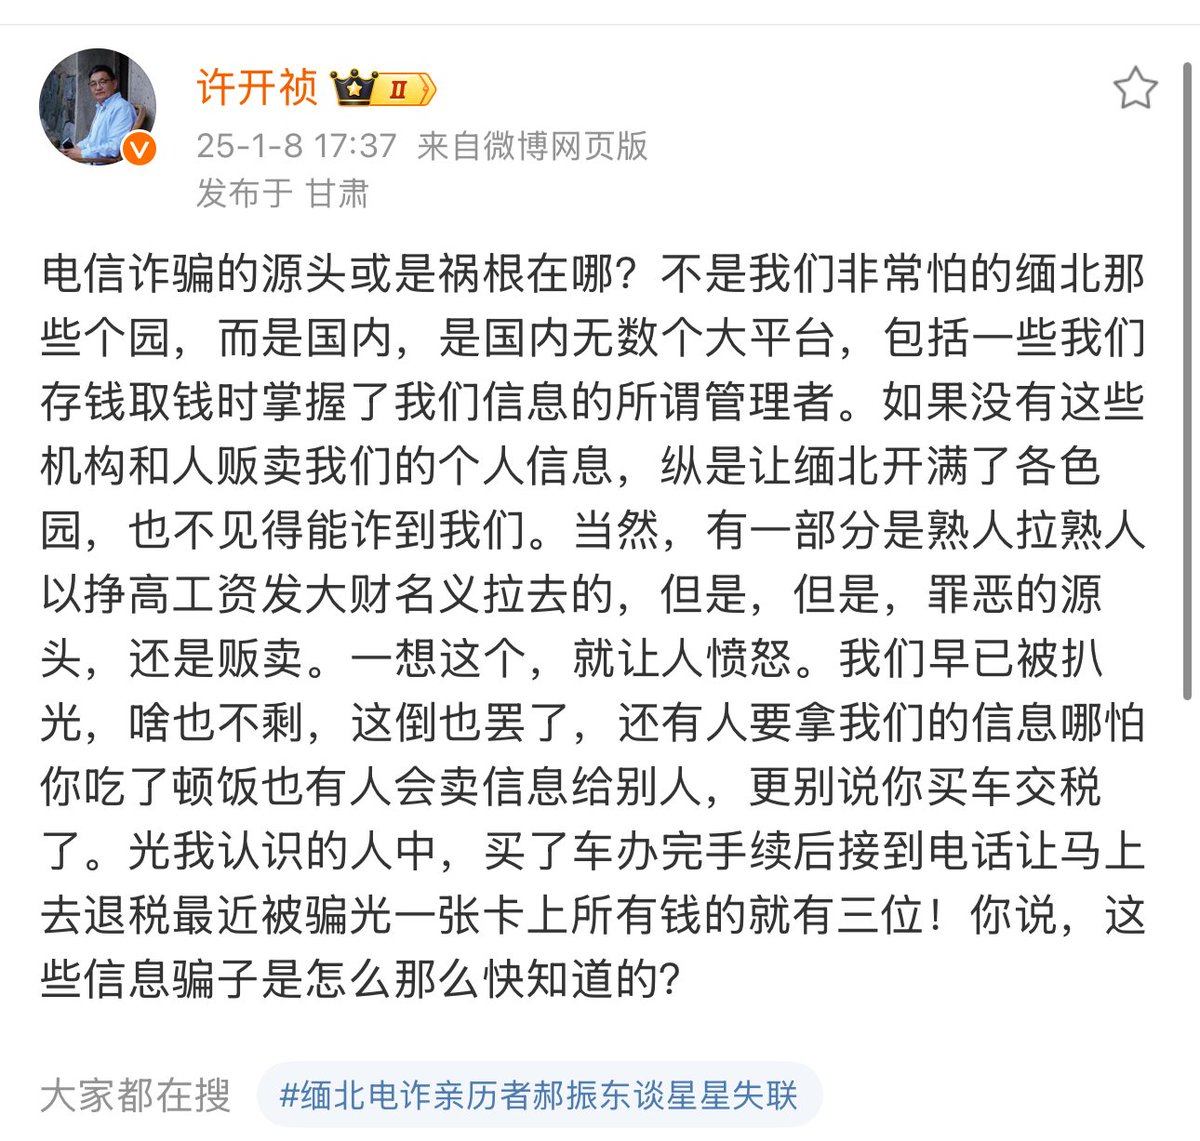 许开祯 II
25-1-8 17:37 来自微博网页版
发布于 甘肃
电信诈骗的源头或是祸根在哪？不是我们非常怕的缅北那
些个园，而是国内，是国内无数个大平台，包括一些我们
存钱取钱时掌握了我们信息的所谓管理者。如果没有这些
机构和人贩卖我们的个人信息，纵是让缅北开满了各色
园，也不见得能诈到我们。当然，有一部分是熟人拉熟人
以挣高工资发大财名义拉去的，但是，但是，罪恶的源
头，还是贩卖。一想这个，就让人愤怒。我们早已被扒
光，啥也不剩，这倒也罢了，还有人要拿我们的信息哪怕
你吃了顿饭也有人会卖信息给别人，更别说你买车交税
了。光我认识的人中，买了车办完手续后接到电话让马上
去退税最近被骗光一张卡上所有钱的就有三位！你说，这
些信息骗子是怎么那么快知道的？
大家都在搜 #缅北电诈亲历者郝振东谈星星失联